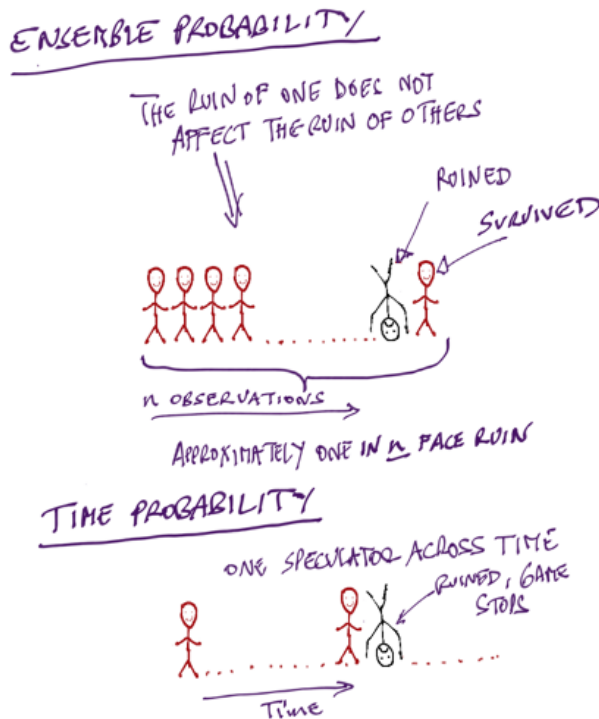 ENSEMBLE PROBABILITY
THE RUIN OF ONE DOES NOT
AFFECT THE RUIN OF OTHERS
RUINED
SURVIVED
n OBSERVATIONS
APPROXIMATELY ONE IN n FACE RUIN
TIME PROBABILITY
ONE SPECULATOR ACROSS TIME
RUINED, GAME
STOPS
Time